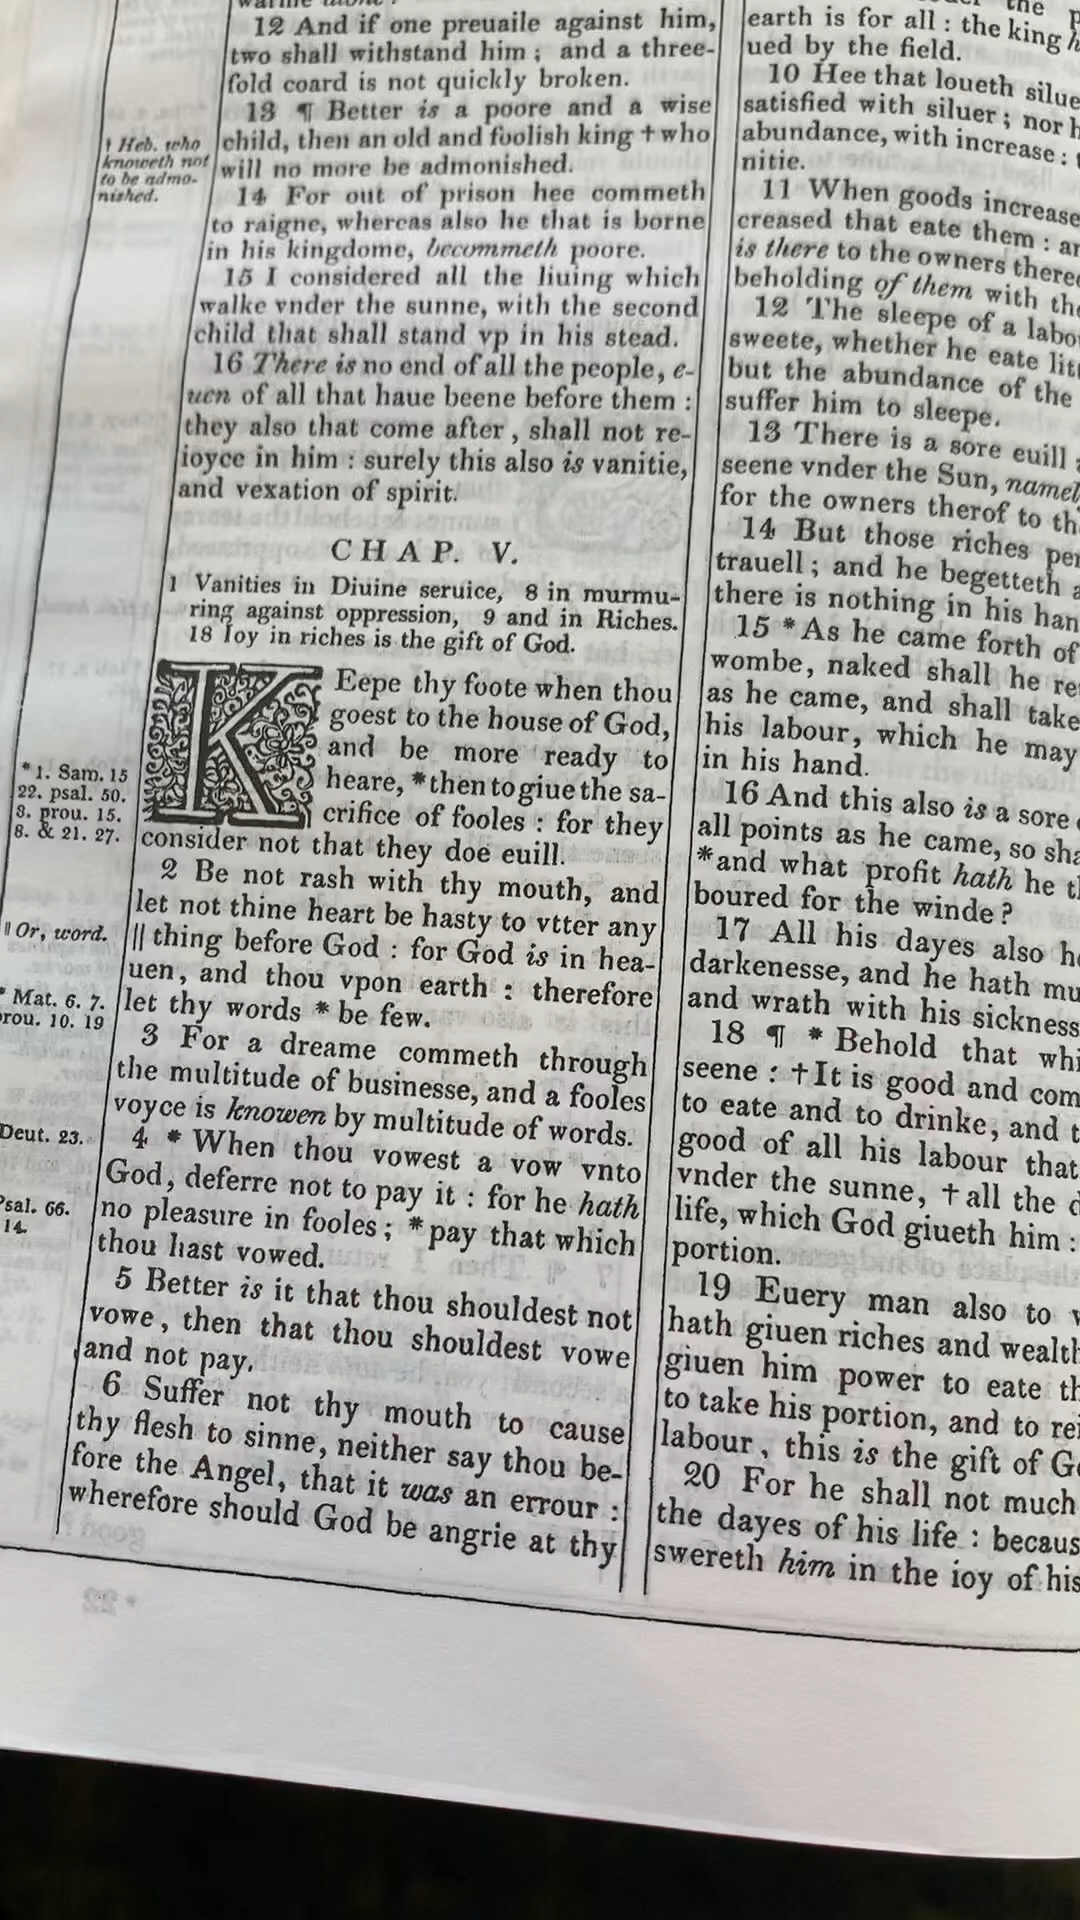 12 And if one preuaile against him,
two shall withstand him ; and a three-
fold coard is not quickly broken.
13 ¶ Better is a poore and a wise
child, then an old and foolish king † who
will no more be admonished.
14 For out of prison hee commeth
to raigne, whereas also he that is borne
in his kingdome, becommeth poore.
15 I considered all the liuing which
walke vnder the sunne, with the second
child that shall stand vp in his stead.
16 There is no end of all the people, e-
uen of all that haue beene before them :
they also that come after , shall not re-
ioyce in him : surely this also is vanitie,
and vexation of spirit.
† Heb. who
knoweth not
to be admo-
nished.
CHAP. V.
1 Vanities in Diuine seruice, 8 in murmu-
ring against oppression, 9 and in Riches.
18 Ioy in riches is the gift of God.
KEepe thy foote when thou
goest to the house of God,
and be more ready to
heare, * then to giue the sa-
crifice of fooles : for they
consider not that they doe euill.
2 Be not rash with thy mouth, and
let not thine heart be hasty to vtter any
|| thing before God : for God is in hea-
uen, and thou vpon earth : therefore
let thy words * be few.
3 For a dreame commeth through
the multitude of businesse, and a fooles
voyce is knowen by multitude of words.
4 * When thou vowest a vow vnto
God, deferre not to pay it : for he hath
no pleasure in fooles ; * pay that which
thou hast vowed.
5 Better is it that thou shouldest not
vowe , then that thou shouldest vowe
and not pay.
6 Suffer not thy mouth to cause
thy flesh to sinne, neither say thou be-
fore the Angel, that it was an errour :
wherefore should God be angrie at thy
* 1. Sam. 15
22. psal. 50.
8. prou. 15.
8. & 21. 27.
|| Or, word.
* Mat. 6. 7.
rou. 10. 19
Deut. 23.
sal. 66.
14.
the
earth is for all : the king
ued by the field.
10 Hee that loueth silue
satisfied with siluer ; nor h
abundance, with increase :
nitie.
11 When goods increase
creased that eate them : an
is there to the owners there
beholding of them with the
12 The sleepe of a labo
sweete, whether he eate lit
but the abundance of the
suffer him to sleepe.
13 There is a sore euill
seene vnder the Sun, namel
for the owners therof to th
14 But those riches per
trauell ; and he begetteth a
there is nothing in his han
15 * As he came forth of
wombe, naked shall he re
as he came, and shall take
his labour, which he may
in his hand.
16 And this also is a sore
all points as he came, so sha
* and what profit hath he th
boured for the winde ?
17 All his dayes also h
darkenesse, and he hath mu
and wrath with his sickness
18 ¶ * Behold that whi
seene : † It is good and com
to eate and to drinke, and t
good of all his labour that
vnder the sunne, † all the d
life, which God giueth him :
portion.
19 Euery man also to
hath giuen riches and wealth
giuen him power to eate th
to take his portion, and to rei
labour , this is the gift of G
20 For he shall not much
the dayes of his life : becaus
swereth him in the ioy of his